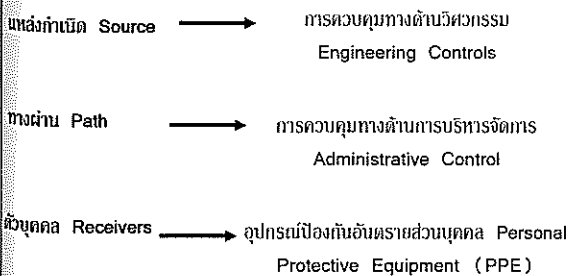 แหล่งกำเนิด Source
การควบคุมทางด้านวิศวกรรม
Engineering Controls
ทางผ่าน Path
การควบคุมทางด้านการบริหารจัดการ
Administrative Control
ตัวบุคคล Receivers
อุปกรณ์ป้องกันอันตรายส่วนบุคคล Personal
Protective Equipment (PPE)